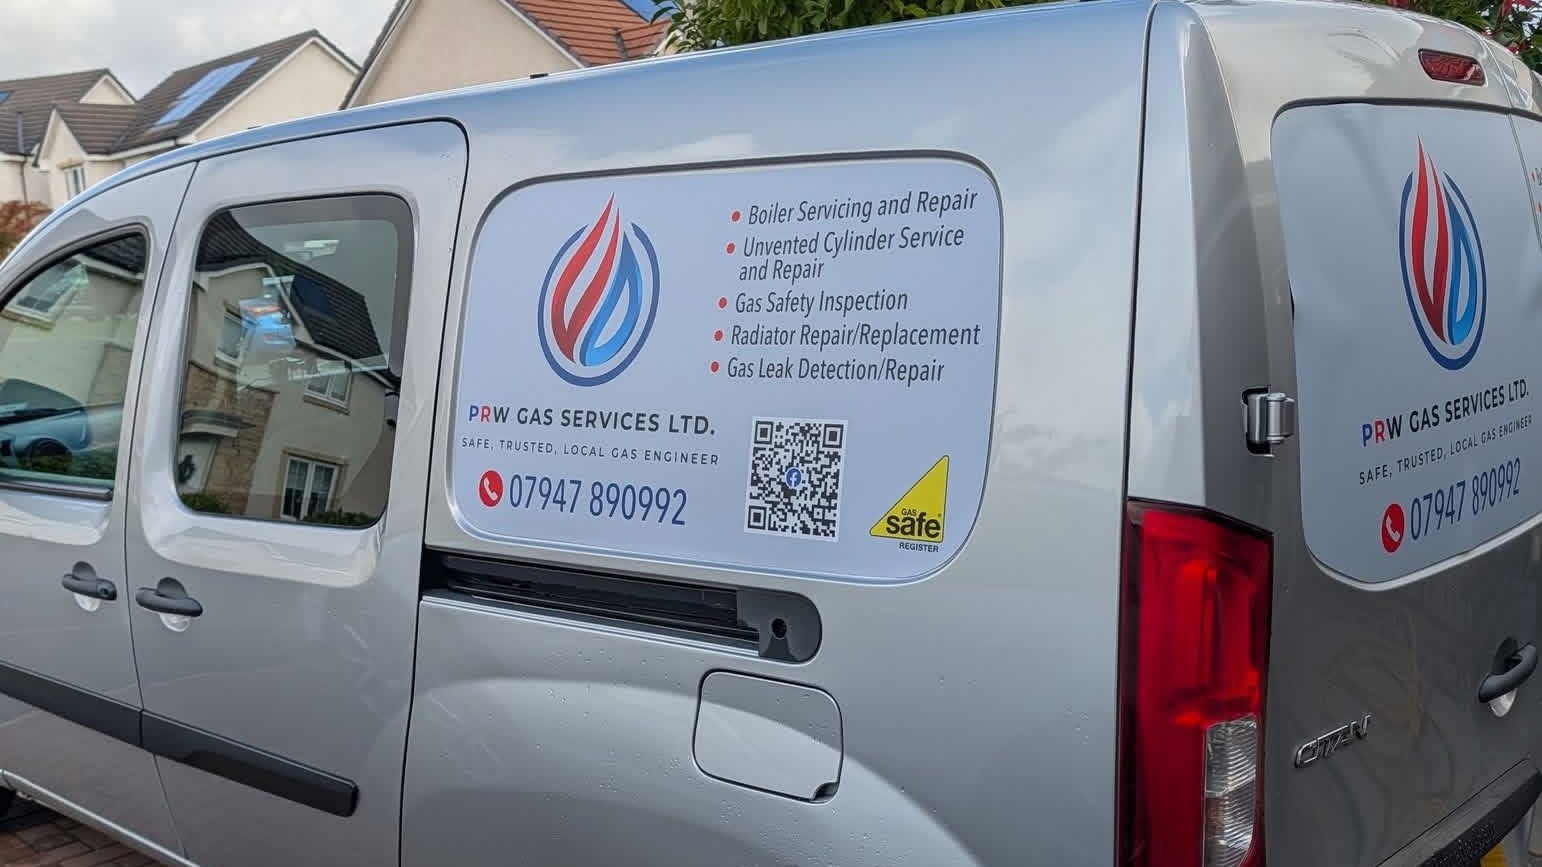 • Boiler Servicing and Repair
• Unvented Cylinder Service
and Repair
• Gas Safety Inspection
• Radiator Repair/Replacement
• Gas Leak Detection/Repair
PRW GAS SERVICES LTD.
SAFE, TRUSTED, LOCAL GAS ENGINEER
07947 890992
GAS
safe
REGISTER
PRW GAS SERVICES LTD.
SAFE, TRUSTED, LOCAL GAS ENGINEER
07947 890992
CITAN